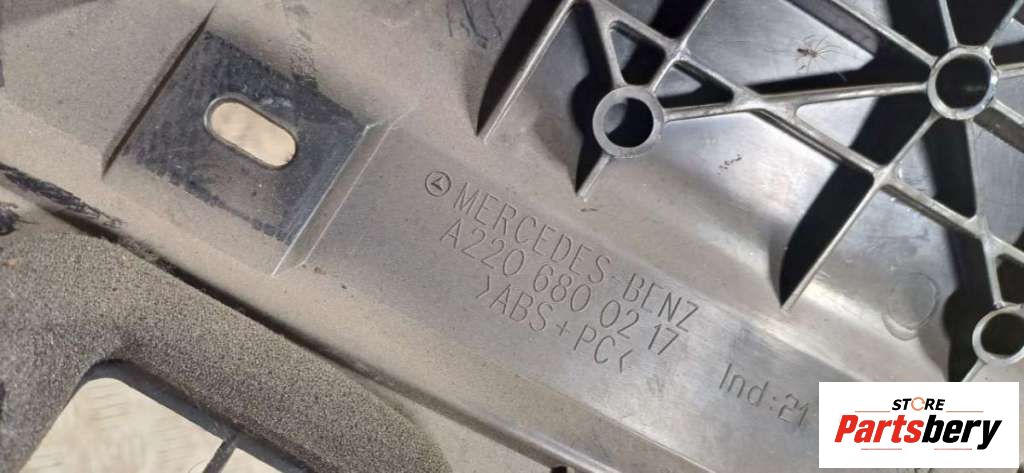 MERCEDES-BENZ
A220 680 02 17
>ABS+PC<
Ind:21
STORE
Partsbery